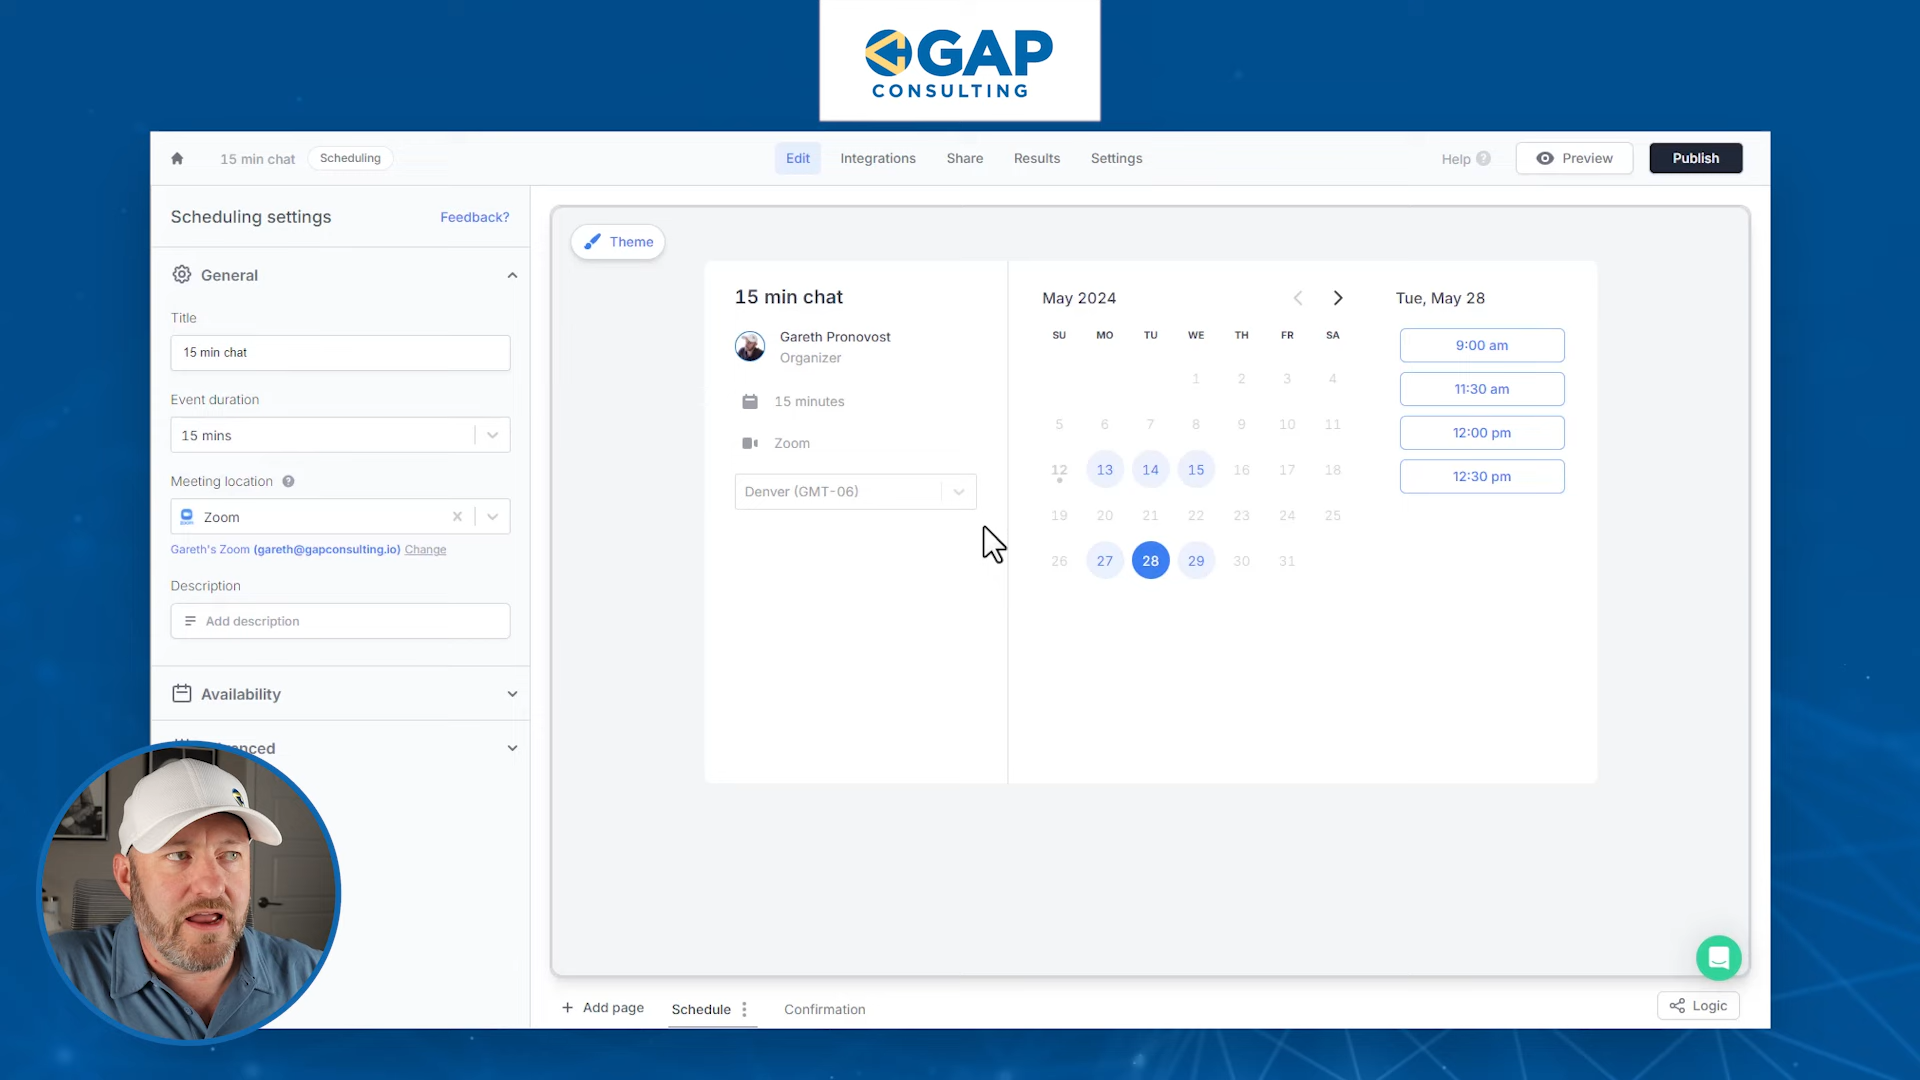 GAP
CONSULTING
15 min chat
Scheduling
Edit
Integrations
Share
Results
Settings
Help
Preview
Publish
Scheduling settings
Feedback?
General
Title
15 min chat
Event duration
15 mins
Meeting location
Zoom
Gareth's Zoom (gareth@gapconsulting.io) Change
Description
Add description
Availability
Theme
15 min chat
Gareth Pronovost
Organizer
15 minutes
Zoom
Denver (GMT-06)
May 2024
SU MO TU WE TH FR SA
1 2 3 4
5 6 7 8 9 10 11
12 13 14 15 16 17 18
19 20 21 22 23 24 25
26 27 28 29 30 31
Tue, May 28
9:00 am
11:30 am
12:00 pm
12:30 pm
+ Add page
Schedule
Confirmation
Logic